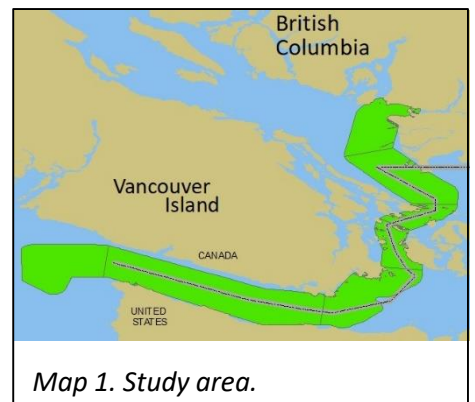 British
Columbia
Vancouver
Island
CANADA
UNITED
STATES
Map 1. Study area.